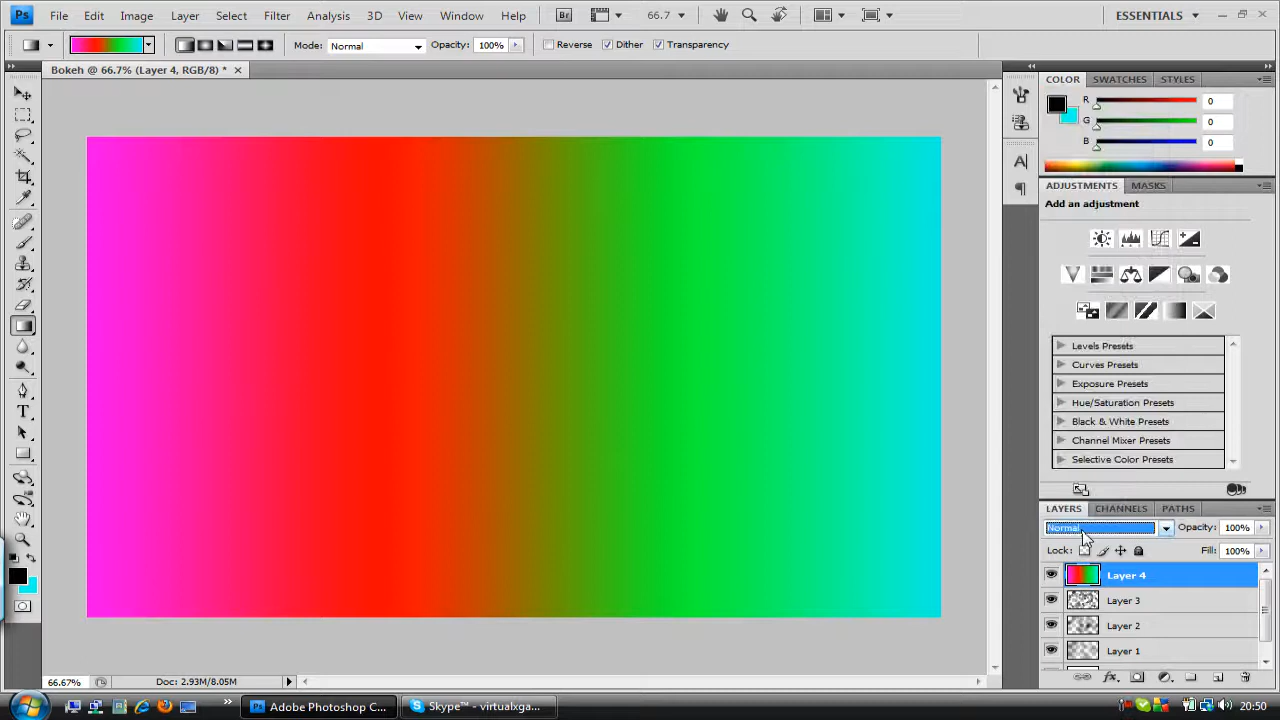 Ps File Edit Image Layer Select Filter Analysis 3D View Window Help Br 66.7 ESSENTIALS
Mode: Normal Opacity: 100% Reverse Dither Transparency
Bokeh @ 66.7% (Layer 4, RGB/8) *
COLOR SWATCHES STYLES
R 0
G 0
B 0
ADJUSTMENTS MASKS
Add an adjustment
Levels Presets
Curves Presets
Exposure Presets
Hue/Saturation Presets
Black & White Presets
Channel Mixer Presets
Selective Color Presets
LAYERS CHANNELS PATHS
Normal Opacity: 100%
Lock: Fill: 100%
Layer 4
Layer 3
Layer 2
Layer 1
66.67% Doc: 2.93M/8.05M
Adobe Photoshop C... Skype™ - virtualxga... 20:50